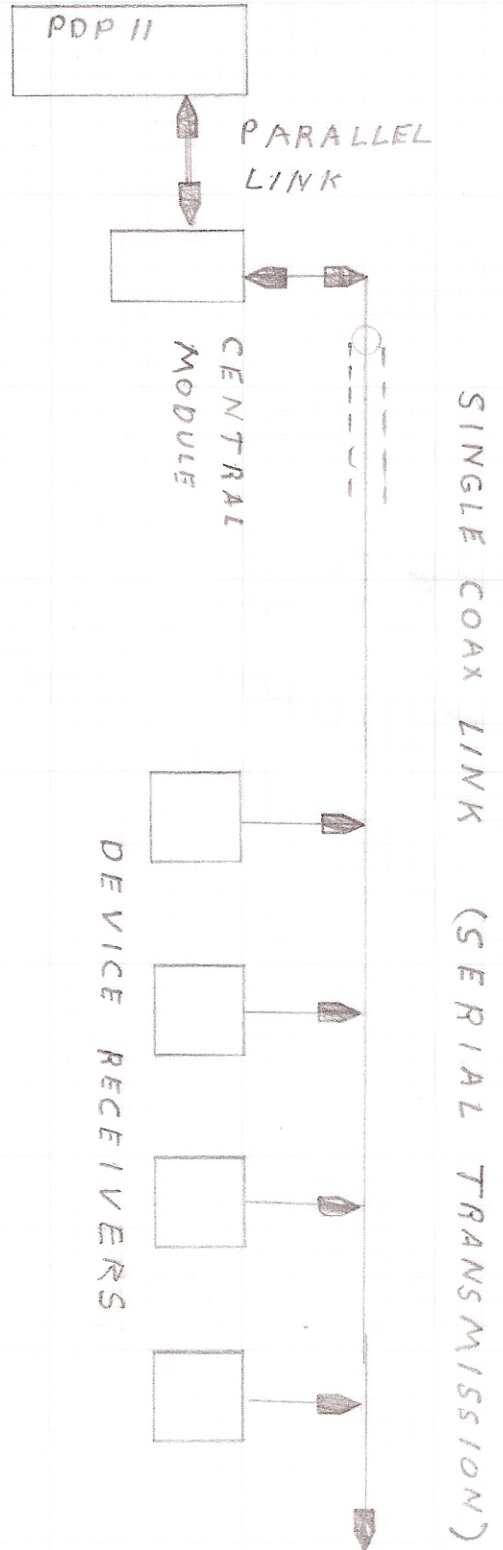 PDP 11
PARALLEL
LINK
CENTRAL
MODULE
SINGLE COAX LINK (SERIAL TRANSMISSION)
DEVICE RECEIVERS